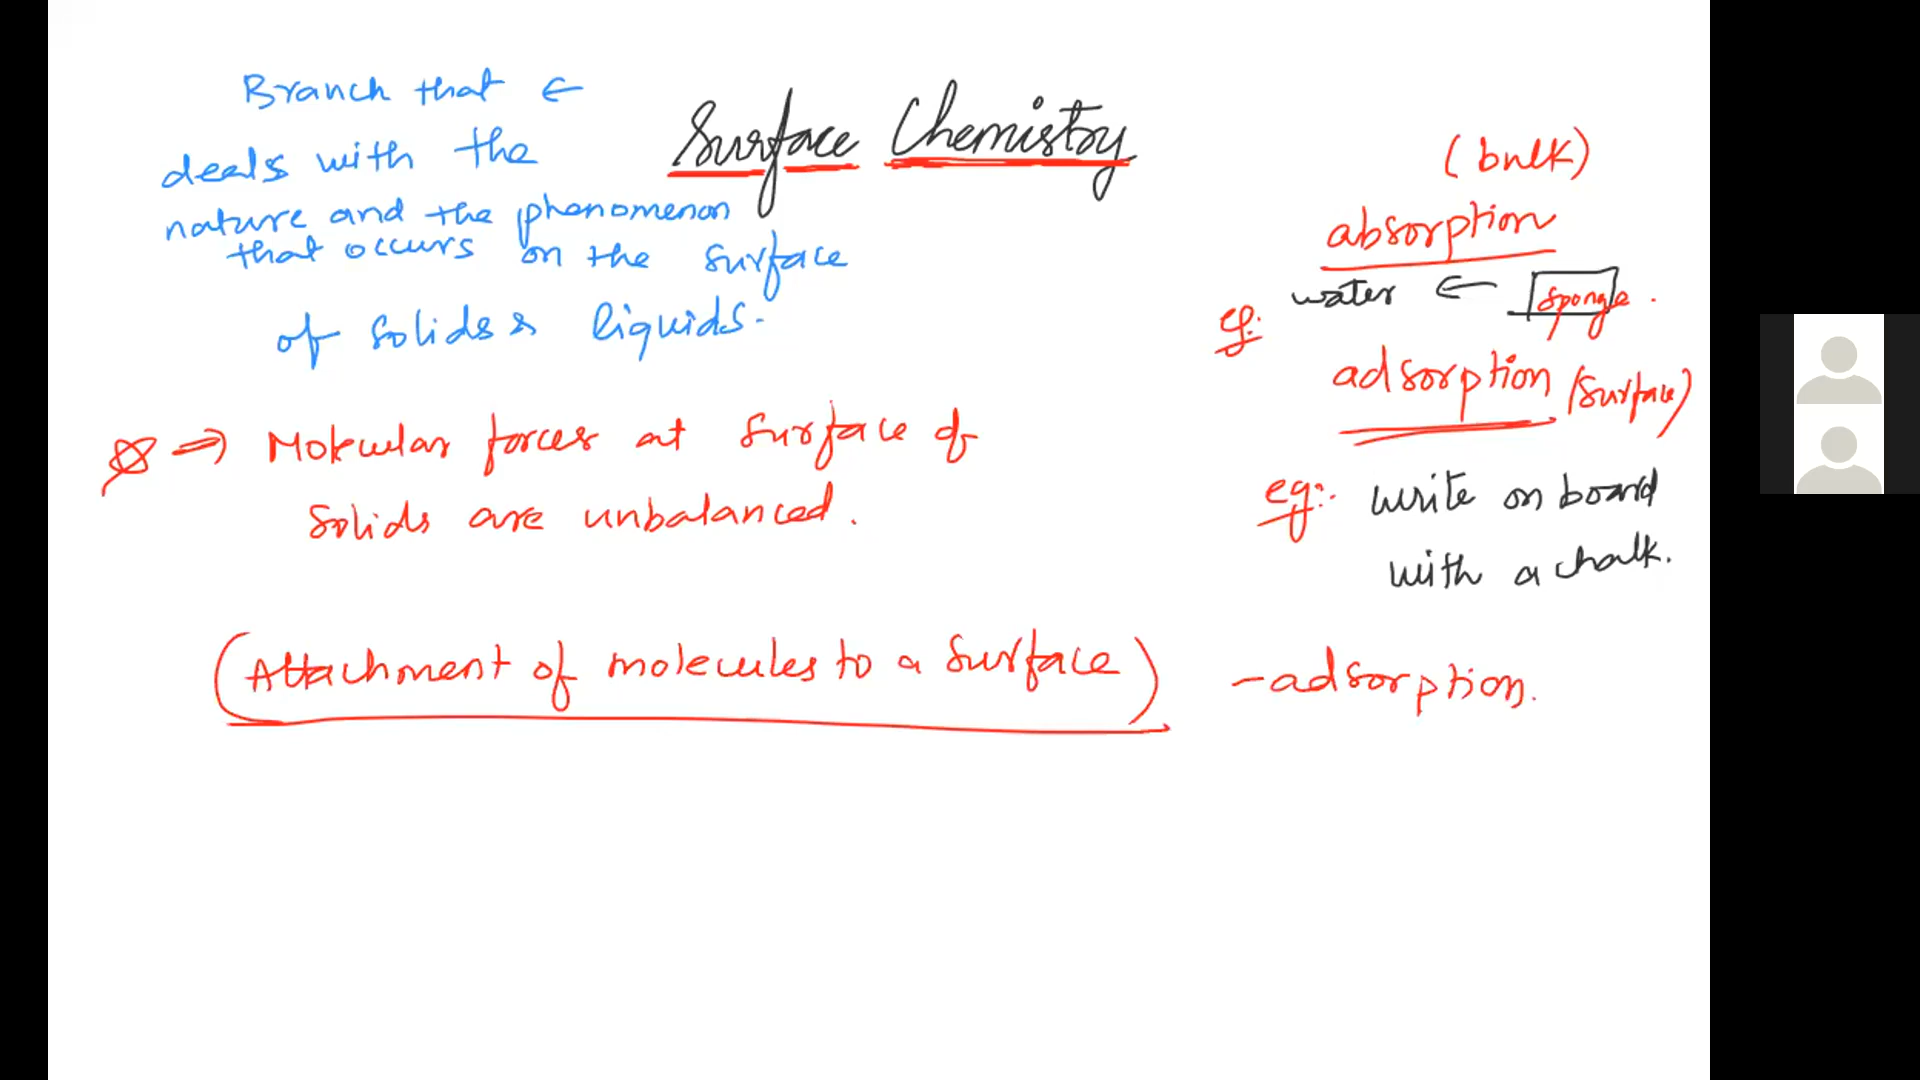 Surface Chemistry
Branch that ←
deals with the
nature and the phenomenon
that occurs on the surface
of solids & liquids.
⇒ Molecular forces at surface of
solids are unbalanced.
(Attachment of molecules to a surface) - adsorption.
(bulk)
absorption
eg: water ← sponge.
adsorption (surface)
eg:- write on board
with a chalk.